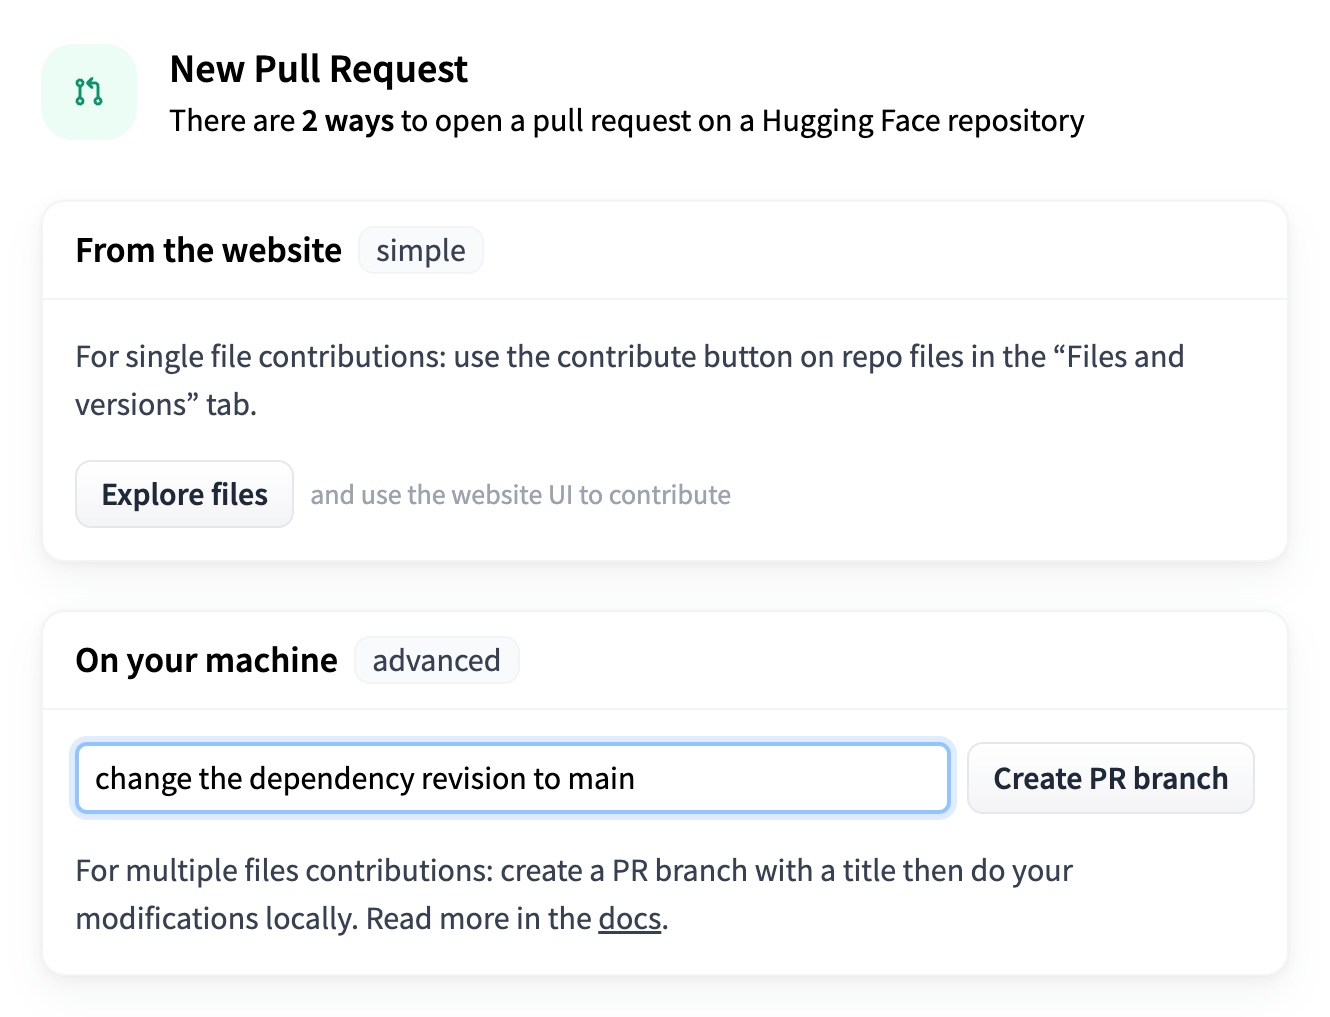 New Pull Request
There are 2 ways to open a pull request on a Hugging Face repository
From the website
simple
For single file contributions: use the contribute button on repo files in the “Files and
versions” tab.
Explore files
and use the website UI to contribute
On your machine
advanced
change the dependency revision to main
Create PR branch
For multiple files contributions: create a PR branch with a title then do your
modifications locally. Read more in the docs.